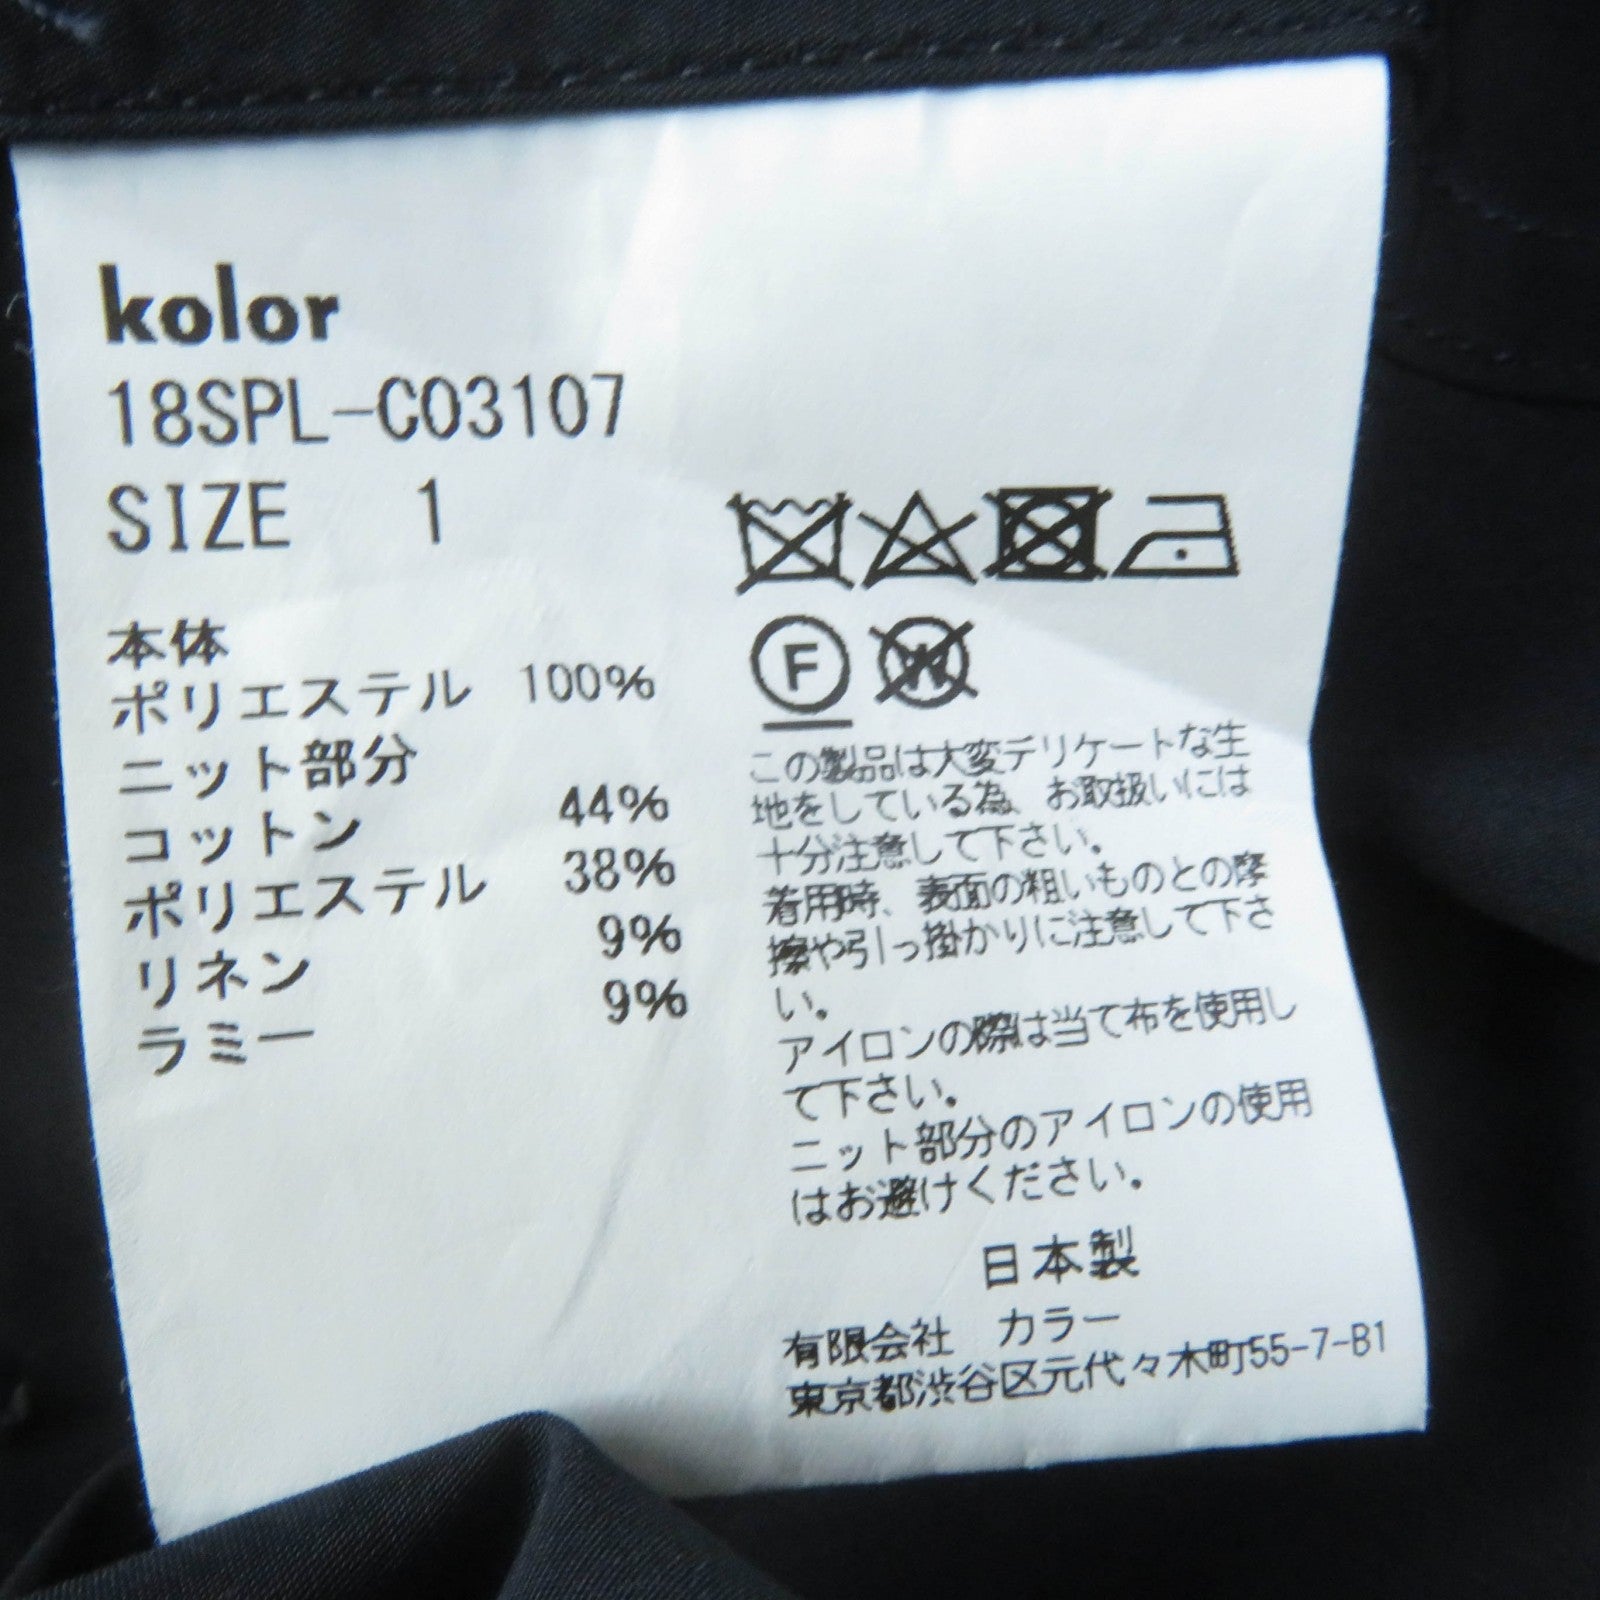 kolor
18SPL-C03107
SIZE 1
本体
ポリエステル 100%
ニット部分
コットン 44%
ポリエステル 38%
リネン 9%
ラミー 9%
F
W
この製品は大変デリケートな生
地をしている為、お取扱いには
十分注意して下さい。
着用時、表面の粗いものとの摩
擦や引っ掛かりに注意して下さ
い。
アイロンの際は当て布を使用し
て下さい。
ニット部分のアイロンの使用
はお避けください。
日本製
有限会社 カラー
東京都渋谷区元代々木町55-7-B1